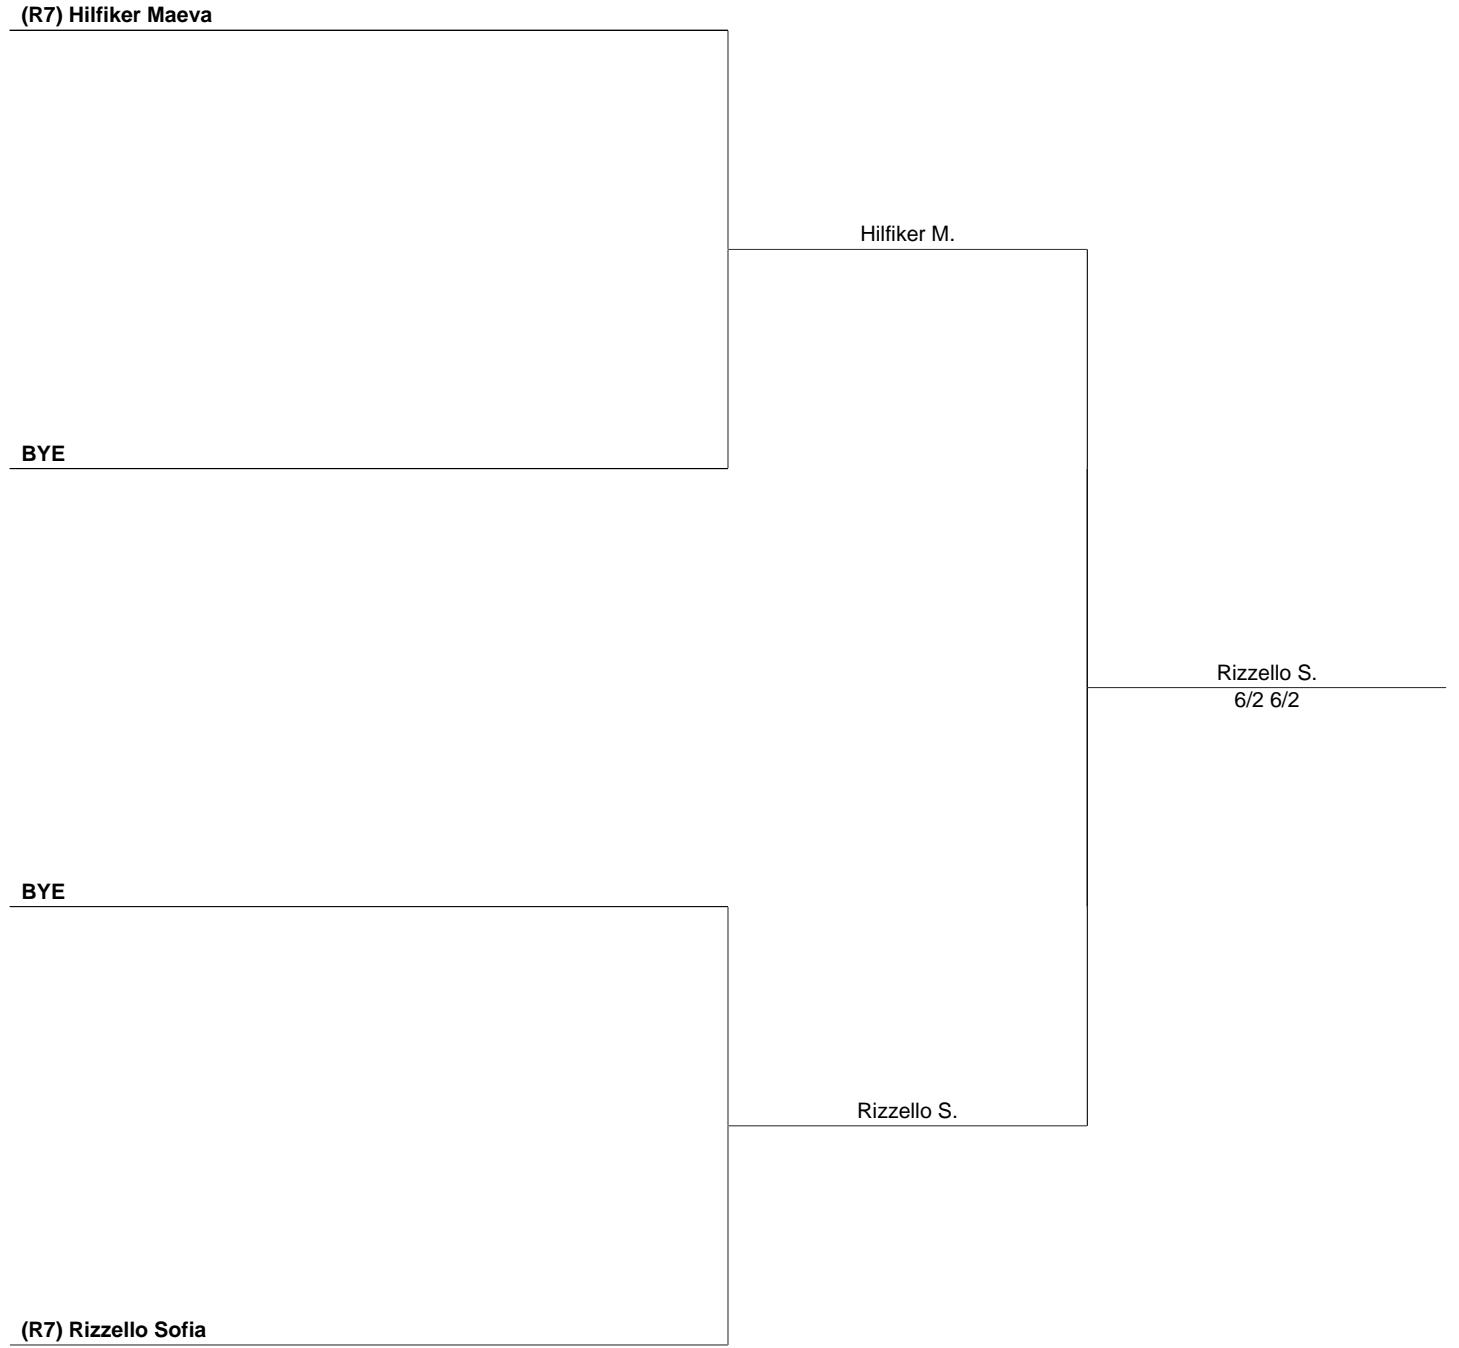 (R7) Hilfiker Maeva
Hilfiker M.
BYE
Rizzello S.
6/2 6/2
BYE
Rizzello S.
(R7) Rizzello Sofia